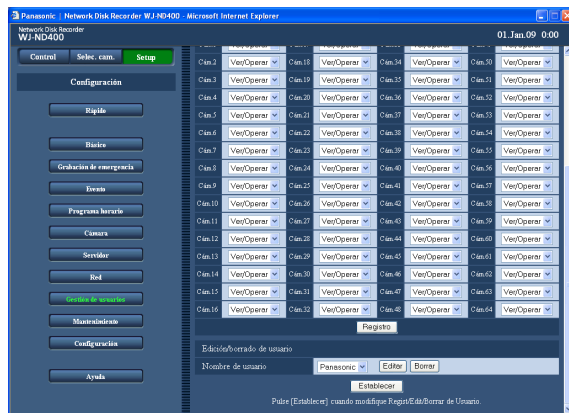 Panasonic | Network Disk Recorder WJ-ND400 - Microsoft Internet Explorer
Network Disk Recorder
WJ-ND400
01.Jan.09 0:00
Control Selec. cam. Setup
Configuración
Rápido
Básico
Grabación de emergencia
Evento
Programa horario
Cámara
Servidor
Red
Gestión de usuarios
Mantenimiento
Configuración
Ayuda
Cám.2 Ver/Operar Cám.18 Ver/Operar Cám.34 Ver/Operar Cám.50 Ver/Operar
Cám.3 Ver/Operar Cám.19 Ver/Operar Cám.35 Ver/Operar Cám.51 Ver/Operar
Cám.4 Ver/Operar Cám.20 Ver/Operar Cám.36 Ver/Operar Cám.52 Ver/Operar
Cám.5 Ver/Operar Cám.21 Ver/Operar Cám.37 Ver/Operar Cám.53 Ver/Operar
Cám.6 Ver/Operar Cám.22 Ver/Operar Cám.38 Ver/Operar Cám.54 Ver/Operar
Cám.7 Ver/Operar Cám.23 Ver/Operar Cám.39 Ver/Operar Cám.55 Ver/Operar
Cám.8 Ver/Operar Cám.24 Ver/Operar Cám.40 Ver/Operar Cám.56 Ver/Operar
Cám.9 Ver/Operar Cám.25 Ver/Operar Cám.41 Ver/Operar Cám.57 Ver/Operar
Cám.10 Ver/Operar Cám.26 Ver/Operar Cám.42 Ver/Operar Cám.58 Ver/Operar
Cám.11 Ver/Operar Cám.27 Ver/Operar Cám.43 Ver/Operar Cám.59 Ver/Operar
Cám.12 Ver/Operar Cám.28 Ver/Operar Cám.44 Ver/Operar Cám.60 Ver/Operar
Cám.13 Ver/Operar Cám.29 Ver/Operar Cám.45 Ver/Operar Cám.61 Ver/Operar
Cám.14 Ver/Operar Cám.30 Ver/Operar Cám.46 Ver/Operar Cám.62 Ver/Operar
Cám.15 Ver/Operar Cám.31 Ver/Operar Cám.47 Ver/Operar Cám.63 Ver/Operar
Cám.16 Ver/Operar Cám.32 Ver/Operar Cám.48 Ver/Operar Cám.64 Ver/Operar
Registro
Edición/borrado de usuario
Nombre de usuario Panasonic Editar Borrar
Establecer
Pulse [Establecer] cuando modifique Regist/Edit/Borrar de Usuario.